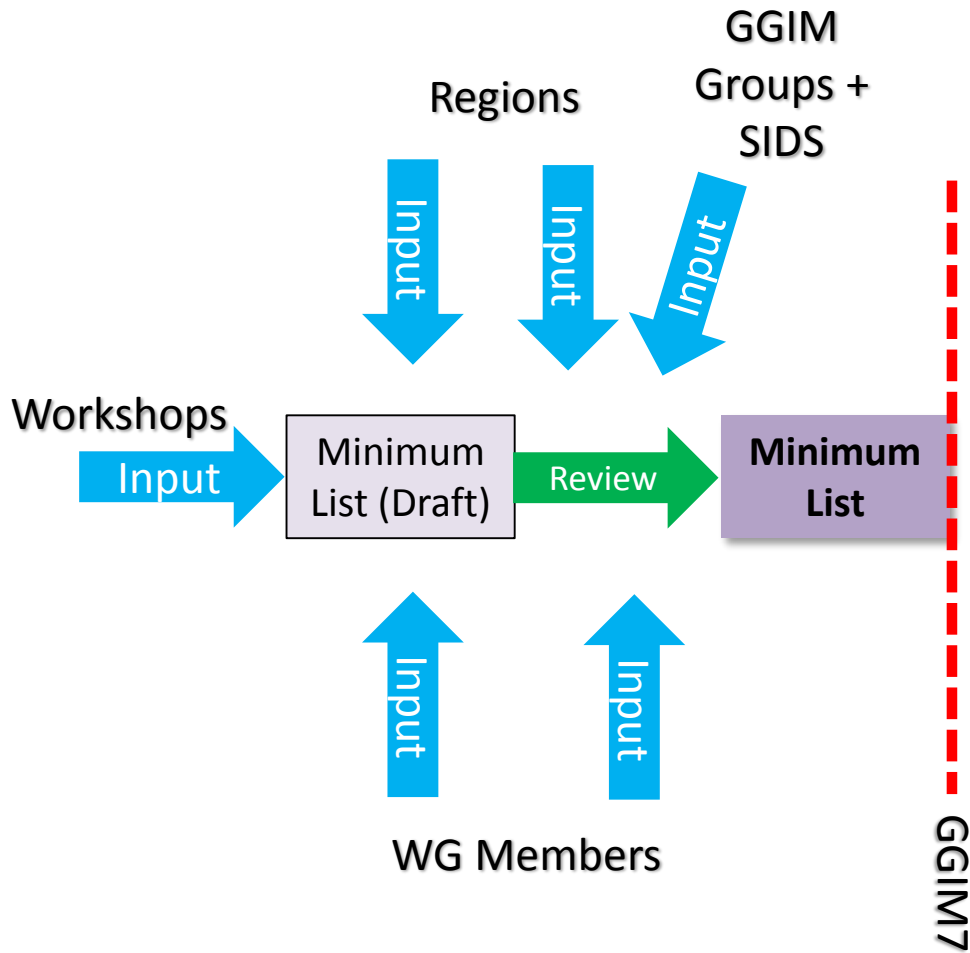 GGIM
Groups +
SIDS
Regions
Input
Input
Input
Workshops
Input
Minimum
List (Draft)
Review
Minimum
List
Input
Input
WG Members
GGIM7